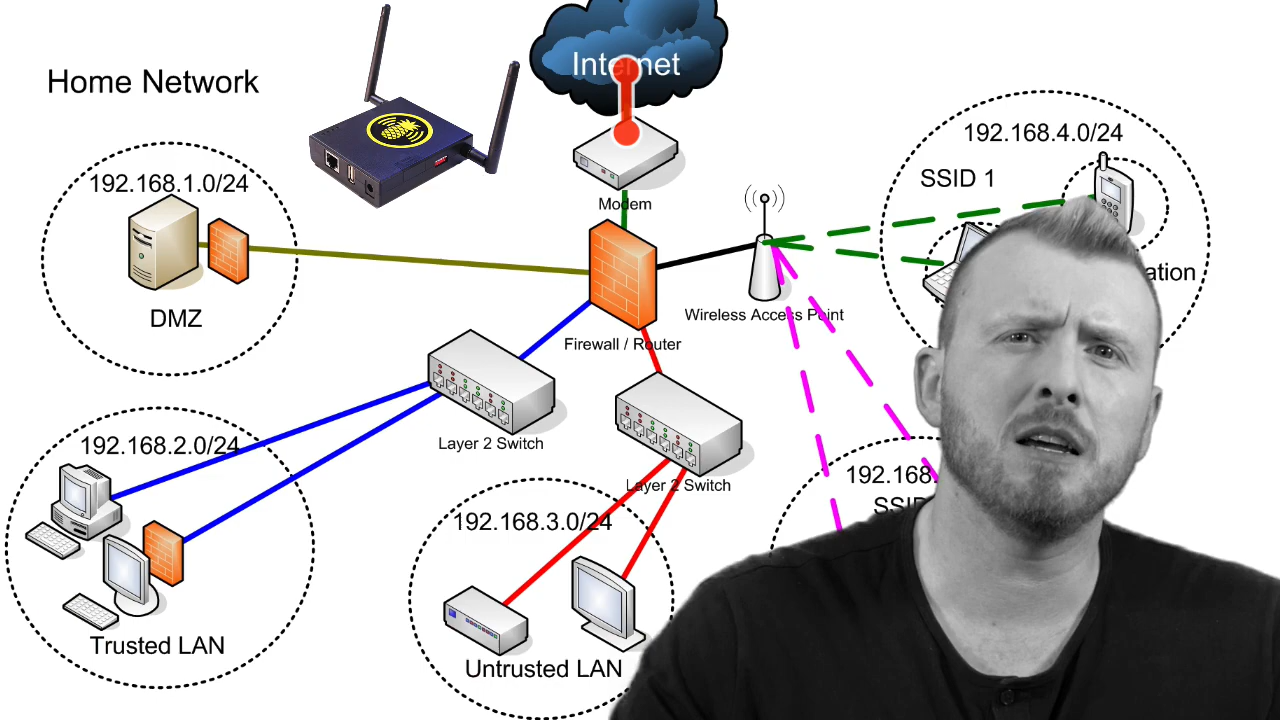 Home Network
Internet
192.168.4.0/24
SSID 1
192.168.1.0/24
Modem
DMZ
Wireless Access Point
Firewall / Router
192.168.2.0/24
Layer 2 Switch
Layer 2 Switch
192.168.3.0/24
192.168.
Trusted LAN
Untrusted LAN